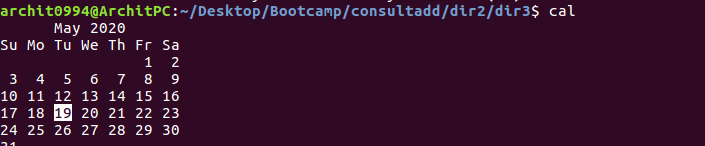 archit0994@ArchitPC:~/Desktop/Bootcamp/consultadd/dir2/dir3$ cal
May 2020
Su Mo Tu We Th Fr Sa
1 2
3 4 5 6 7 8 9
10 11 12 13 14 15 16
17 18 19 20 21 22 23
24 25 26 27 28 29 30
31